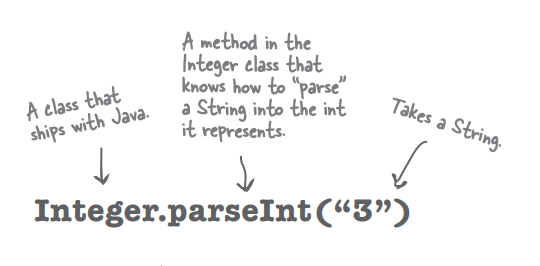 A method in the
Integer class that
knows how to “parse”
a String into the int
it represents.
A class that
ships with Java.
Takes a String.
Integer.parseInt(“3”)